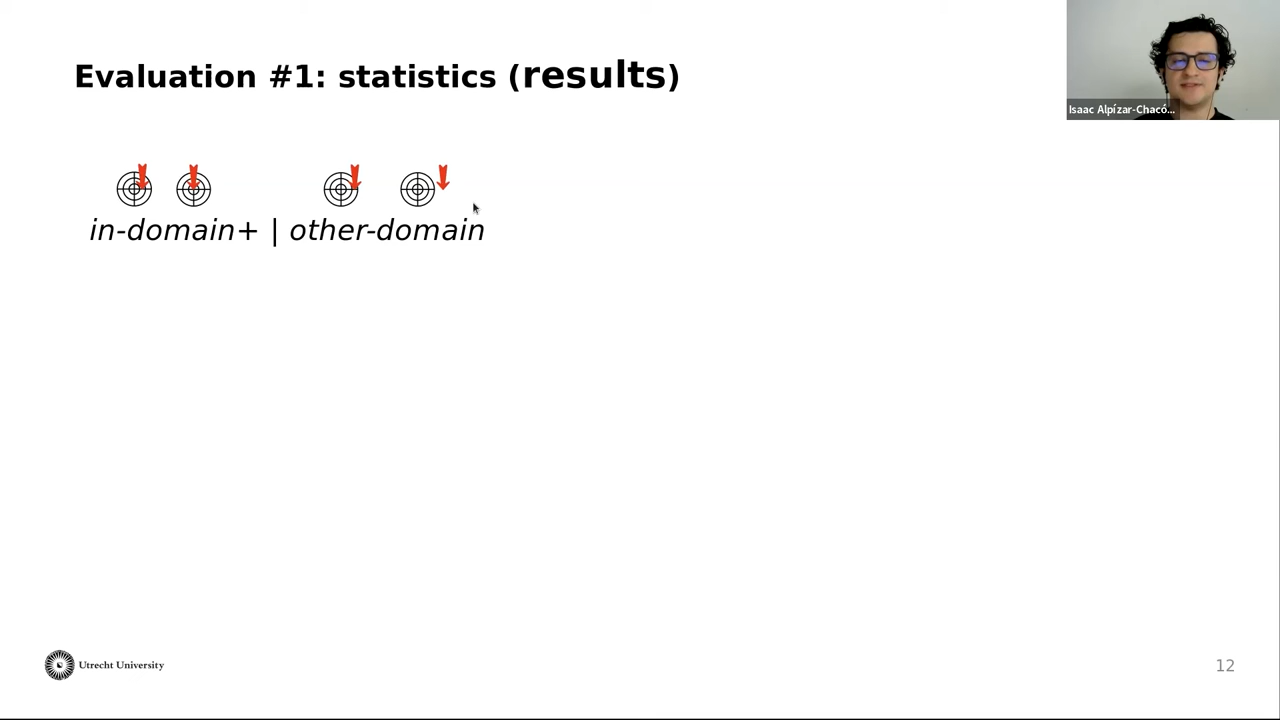 Evaluation #1: statistics (results)
Isaac Alpízar-Chacó...
in-domain+ | other-domain
Utrecht University
12